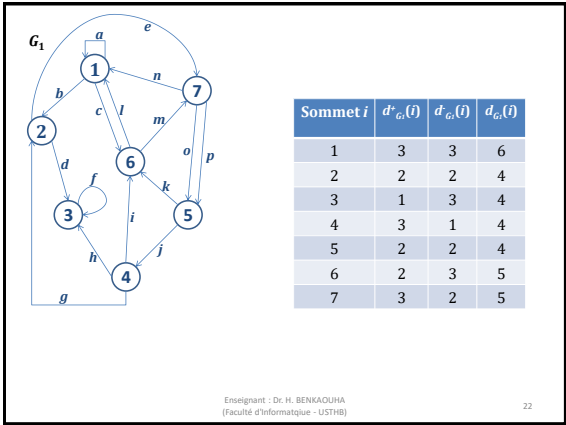 G₁
a
e
1
n
7
b
c
l
m
2
6
o
p
d
f
k
3
5
i
j
h
4
g
Sommet i d⁺G₁(i) d⁻G₁(i) dG₁(i)
1 3 3 6
2 2 2 4
3 1 3 4
4 3 1 4
5 2 2 4
6 2 3 5
7 3 2 5
Enseignant : Dr. H. BENKAOUHA
(Faculté d'Informatqiue - USTHB)
22